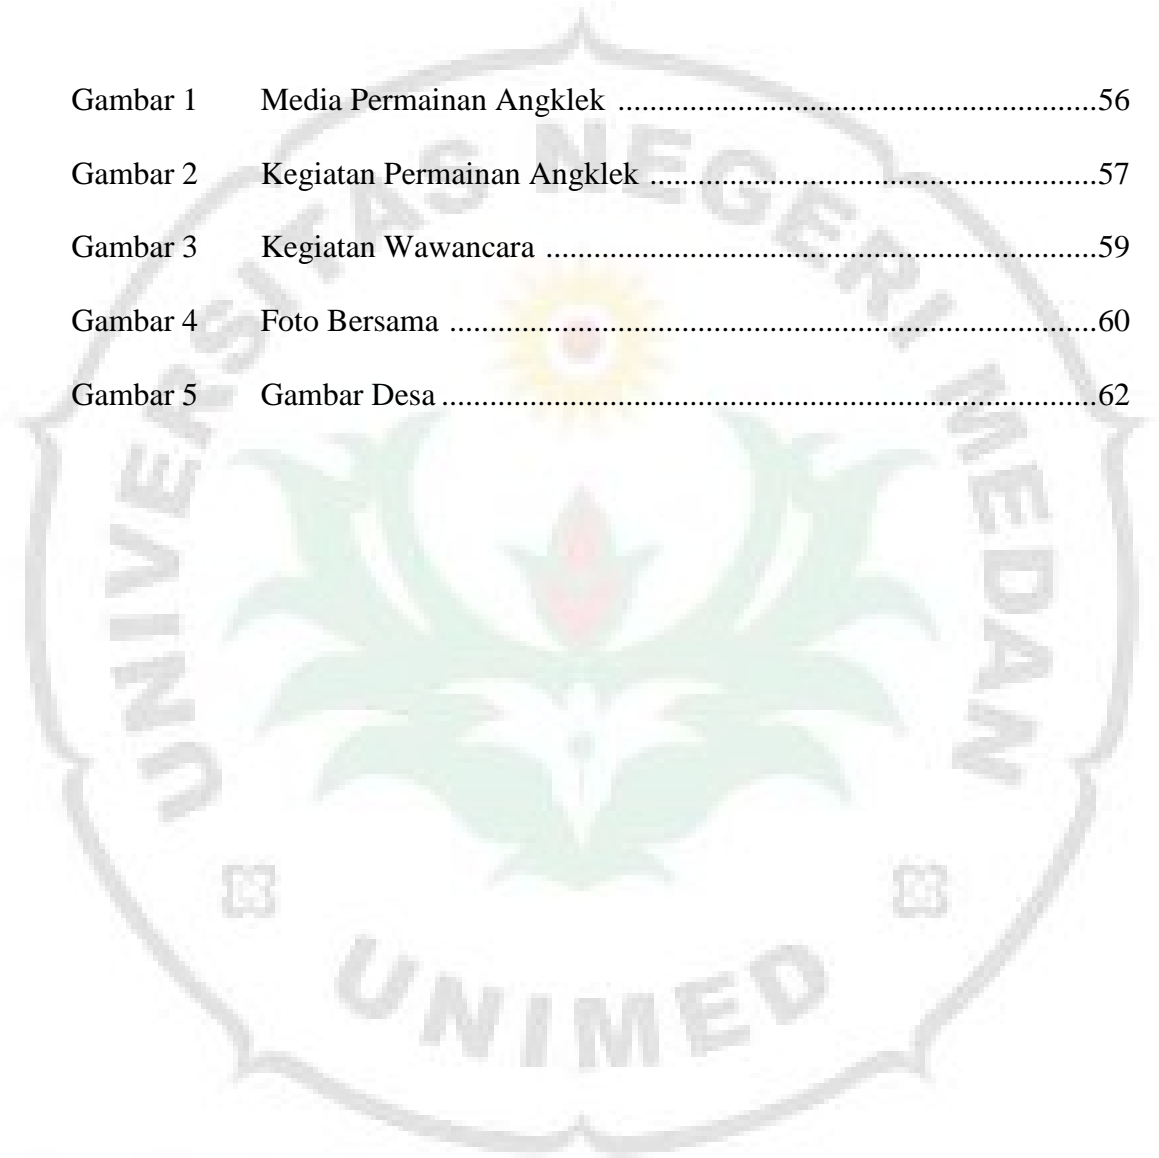 Gambar 1 Media Permainan Angklek ............................................................56
Gambar 2 Kegiatan Permainan Angklek ........................................................57
Gambar 3 Kegiatan Wawancara .....................................................................59
Gambar 4 Foto Bersama .................................................................................60
Gambar 5 Gambar Desa ..................................................................................62
UNIVERSITAS NEGERI MEDAN
UNIMED